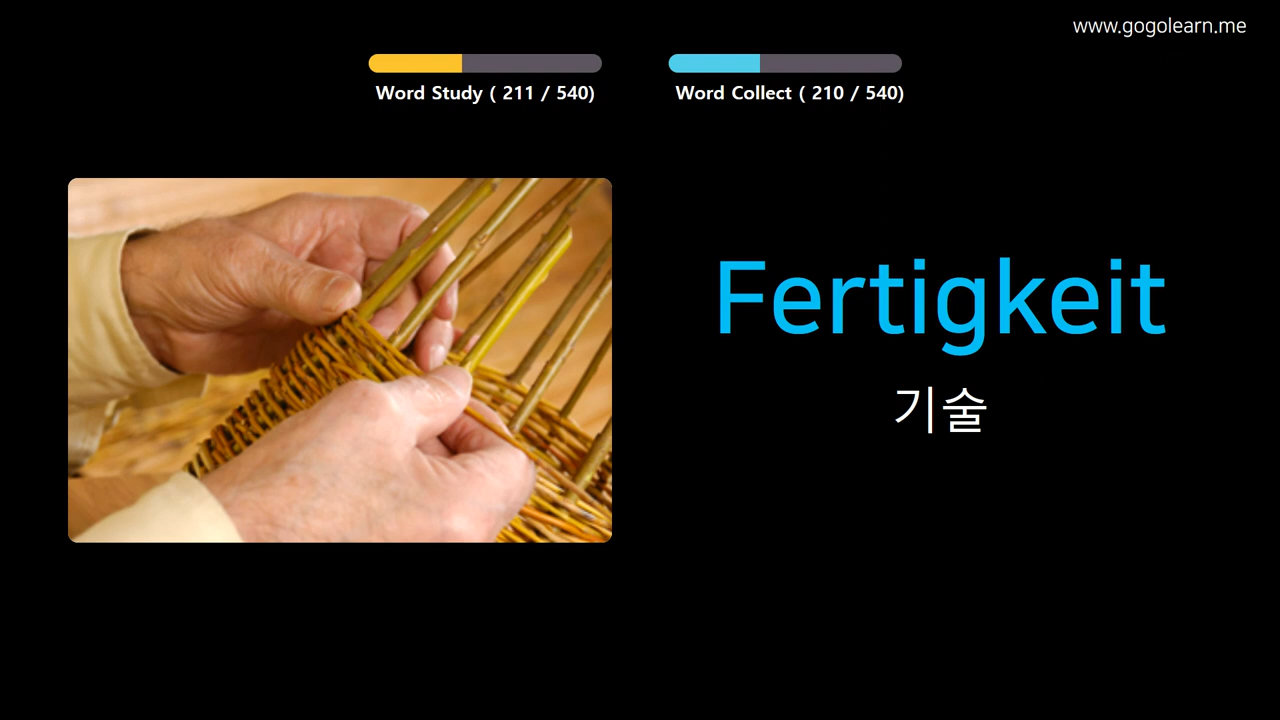 www.gogolearn.me
Word Study ( 211 / 540)
Word Collect ( 210 / 540)
Fertigkeit
기술